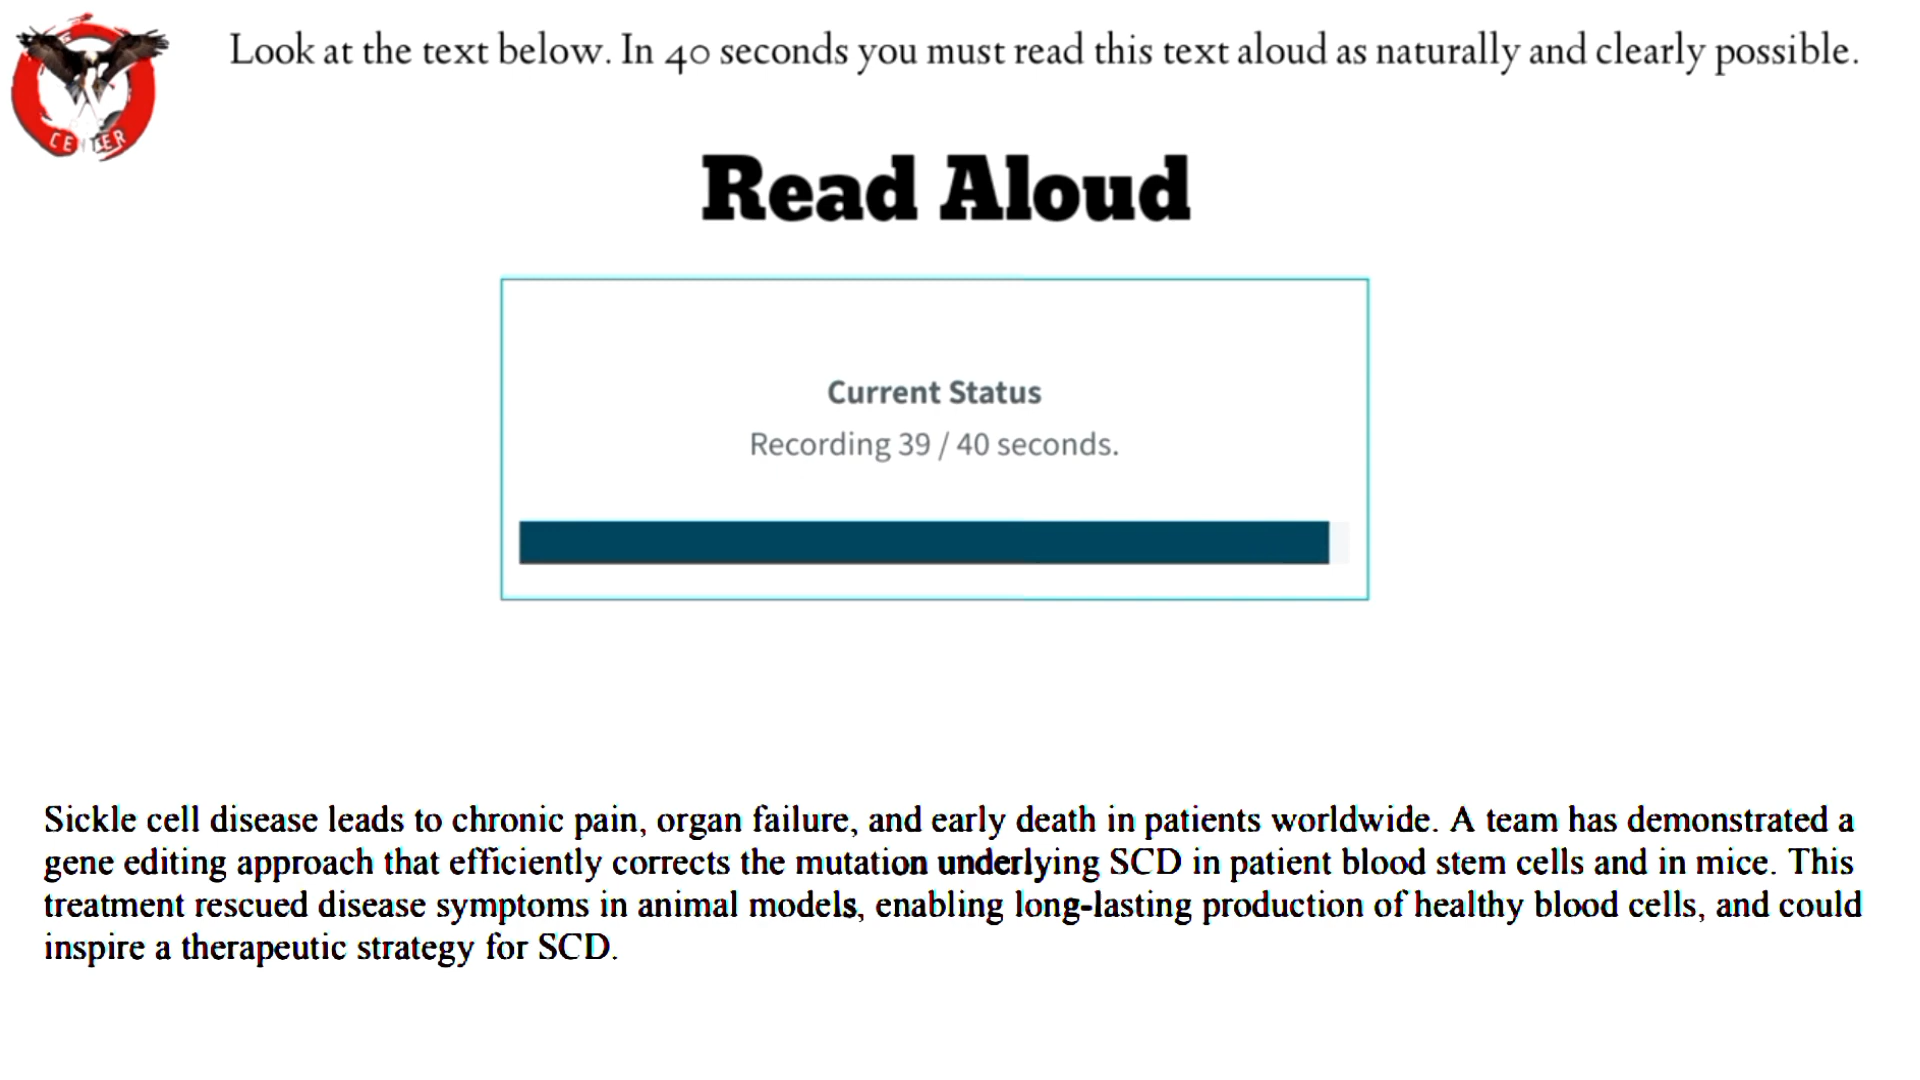 Look at the text below. In 40 seconds you must read this text aloud as naturally and clearly possible.
CENTER
Read Aloud
Current Status
Recording 39 / 40 seconds.
Sickle cell disease leads to chronic pain, organ failure, and early death in patients worldwide. A team has demonstrated a
gene editing approach that efficiently corrects the mutation underlying SCD in patient blood stem cells and in mice. This
treatment rescued disease symptoms in animal models, enabling long-lasting production of healthy blood cells, and could
inspire a therapeutic strategy for SCD.